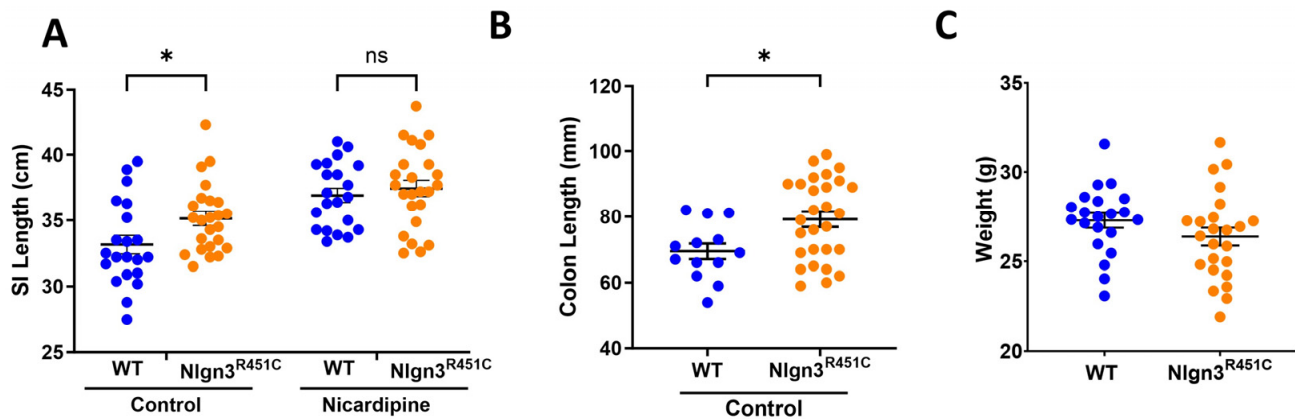 A
B
C
*
ns
*
SI Length (cm)
45
40
35
30
25
WT
Nlgn3R451C
WT
Nlgn3R451C
Control
Nicardipine
Colon Length (mm)
120
100
80
60
40
WT
Nlgn3R451C
Control
Weight (g)
35
30
25
20
WT
Nlgn3R451C